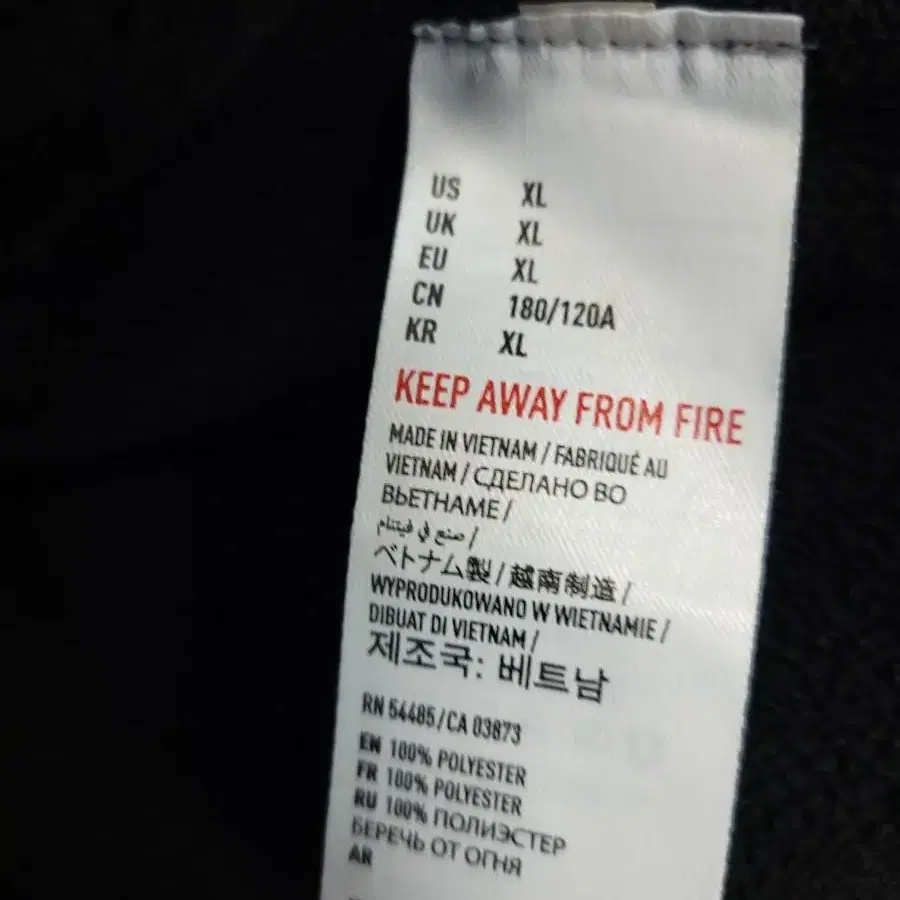 US XL
UK XL
EU XL
CN 180/120A
KR XL
KEEP AWAY FROM FIRE
MADE IN VIETNAM / FABRIQUÉ AU
VIETNAM / СДЕЛАНО ВО
ВЬЕТНАМЕ /
صنع في فيتنام /
ベトナム製 / 越南制造 /
WYPRODUKOWANO W WIETNAMIE /
DIBUAT DI VIETNAM /
제조국: 베트남
RN 54485/CA 03873
EN 100% POLYESTER
FR 100% POLYESTER
RU 100% ПОЛИЭСТЕР
БЕРЕЧЬ ОТ ОГНЯ
AR